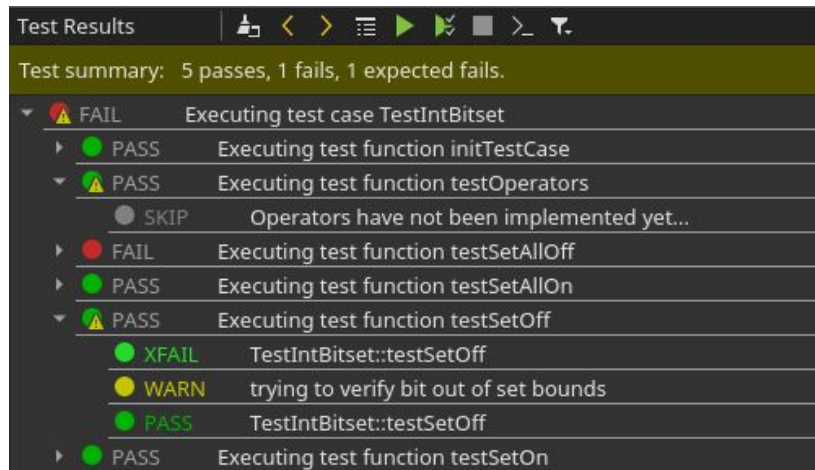 Test Results
Test summary: 5 passes, 1 fails, 1 expected fails.
FAIL Executing test case TestIntBitset
PASS Executing test function initTestCase
PASS Executing test function testOperators
SKIP Operators have not been implemented yet...
FAIL Executing test function testSetAllOff
PASS Executing test function testSetAllOn
PASS Executing test function testSetOff
XFAIL TestIntBitset::testSetOff
WARN trying to verify bit out of set bounds
PASS TestIntBitset::testSetOff
PASS Executing test function testSetOn